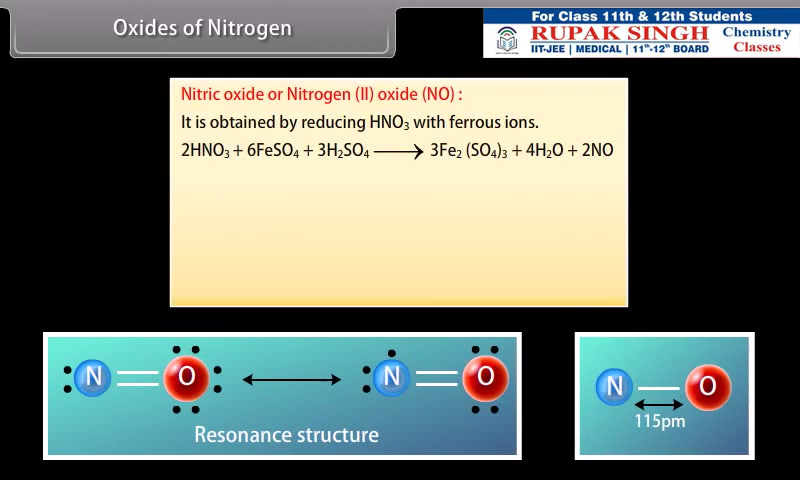 Oxides of Nitrogen
For Class 11th & 12th Students
RUPAK SINGH
IIT-JEE | MEDICAL | 11ᵗʰ-12ᵗʰ BOARD
Chemistry
Classes
Nitric oxide or Nitrogen (II) oxide (NO) :
It is obtained by reducing HNO₃ with ferrous ions.
2HNO₃ + 6FeSO₄ + 3H₂SO₄ ⟶ 3Fe₂ (SO₄)₃ + 4H₂O + 2NO
N O N O
Resonance structure
N O
115pm